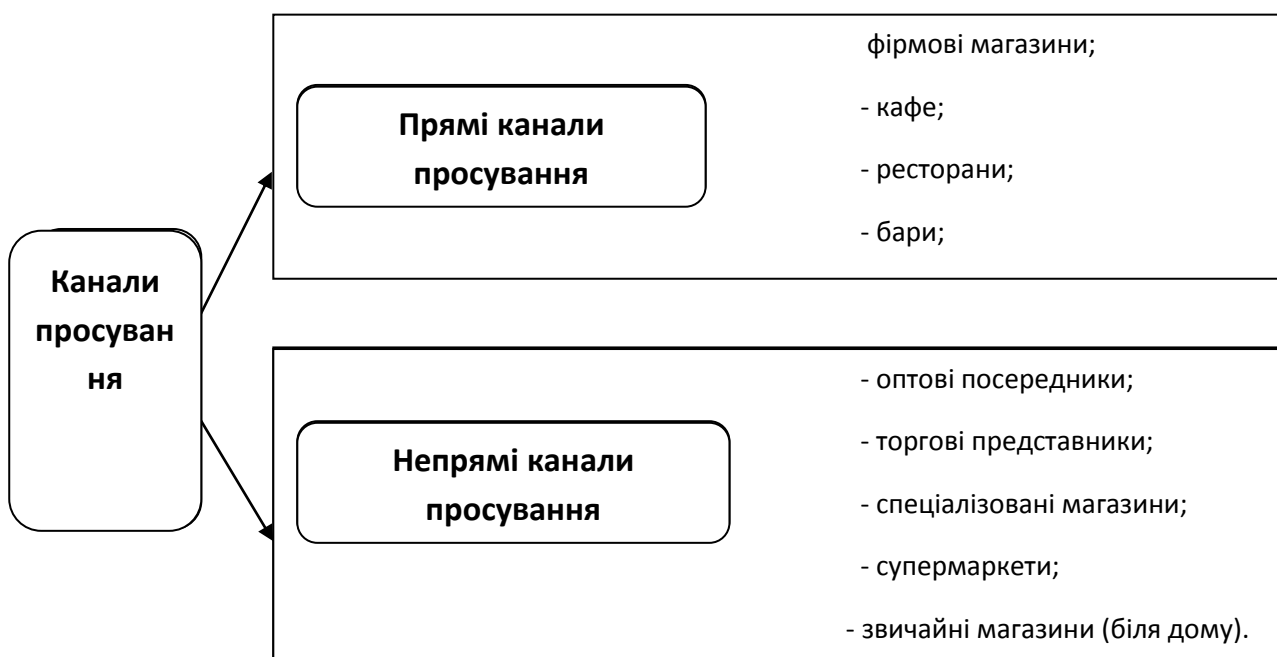 Канали
просуван
ня
Прямі канали
просування
фірмові магазини;
- кафе;
- ресторани;
- бари;
Непрямі канали
просування
- оптові посередники;
- торгові представники;
- спеціалізовані магазини;
- супермаркети;
- звичайні магазини (біля дому).